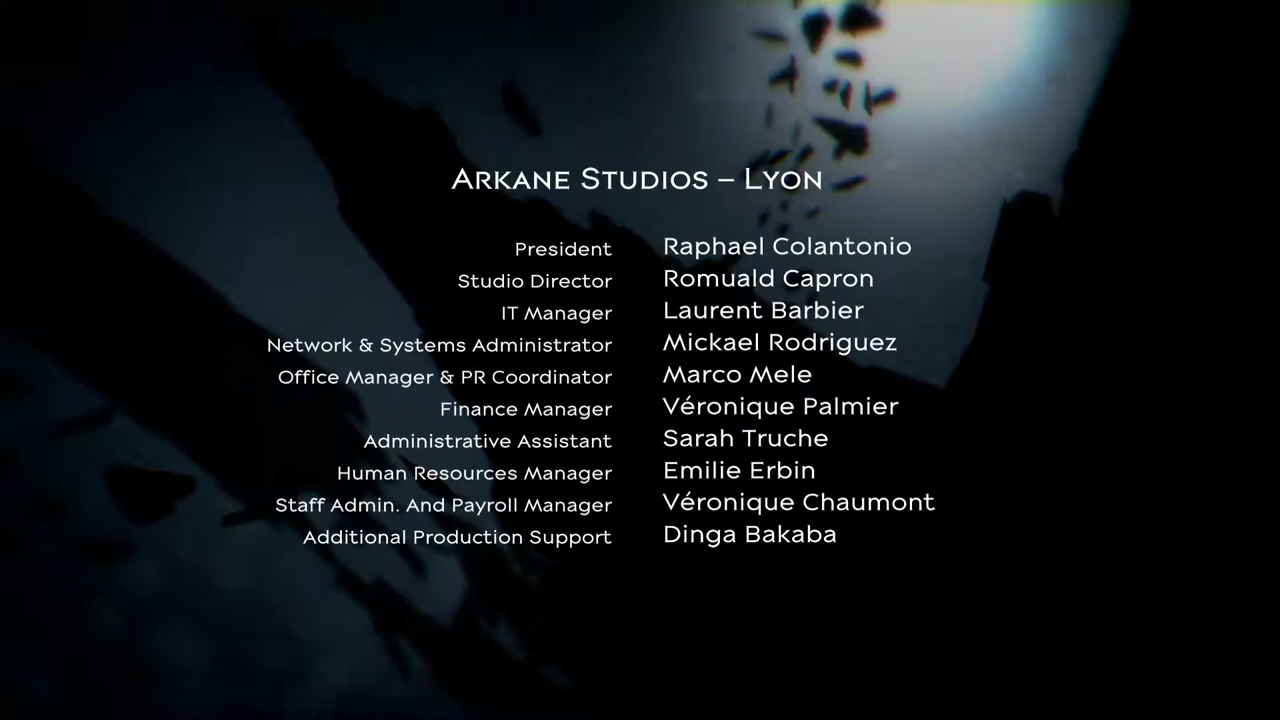 Arkane Studios – Lyon
President Raphael Colantonio
Studio Director Romuald Capron
IT Manager Laurent Barbier
Network & Systems Administrator Mickael Rodriguez
Office Manager & PR Coordinator Marco Mele
Finance Manager Véronique Palmier
Administrative Assistant Sarah Truche
Human Resources Manager Emilie Erbin
Staff Admin. And Payroll Manager Véronique Chaumont
Additional Production Support Dinga Bakaba